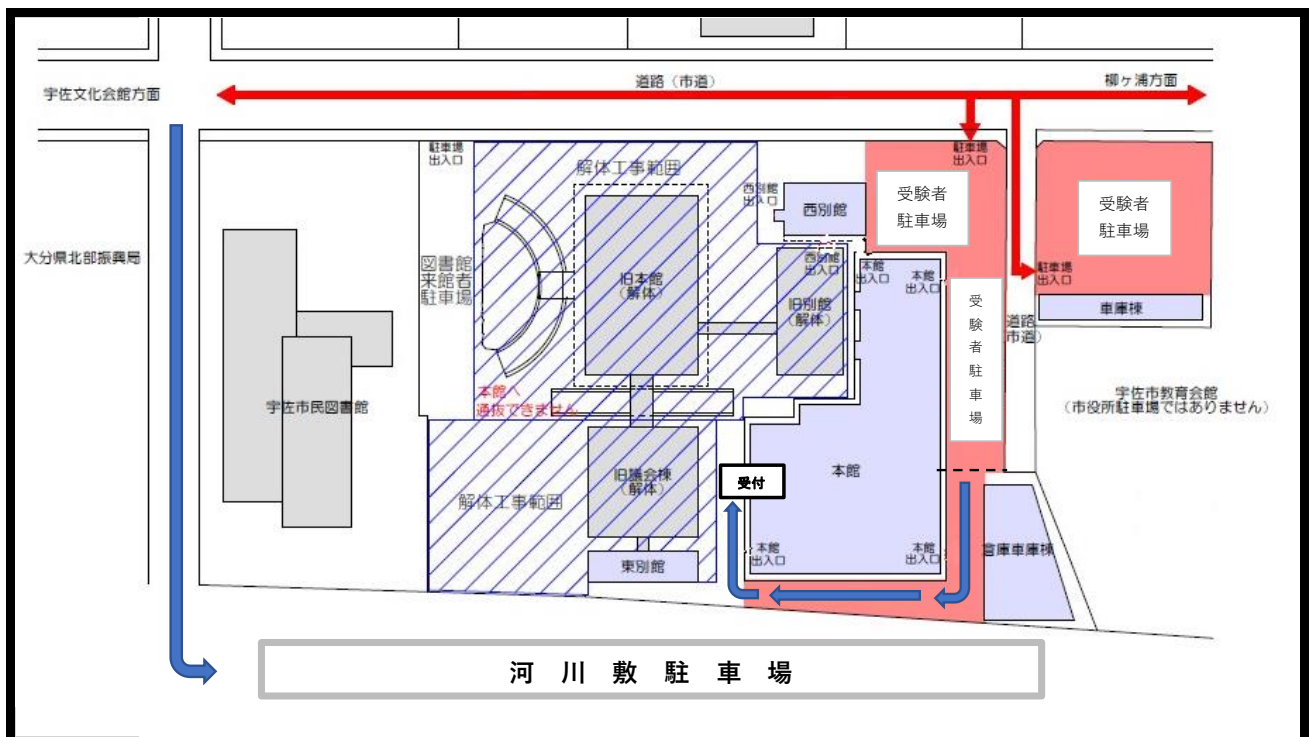 道路（市道）
柳ヶ浦方面
宇佐文化会館方面
駐車場
出入口
解体工事範囲
駐車場
出入口
西別館
出入口
西別館
受験者
駐車場
受験者
駐車場
大分県北部振興局
図書館
来館者
駐車場
旧本館
（解体）
西別館
出入口
本館
出入口
本館
出入口
駐車場
出入口
旧別館
（解体）
受
験
者
駐
車
場
車庫棟
道路
（市道）
本館へ
通抜できません
宇佐市民図書館
宇佐市教育会館
（市役所駐車場ではありません）
旧議会棟
（解体）
受付
本館
解体工事範囲
東別館
本館
出入口
本館
出入口
倉庫車庫棟
河川敷駐車場